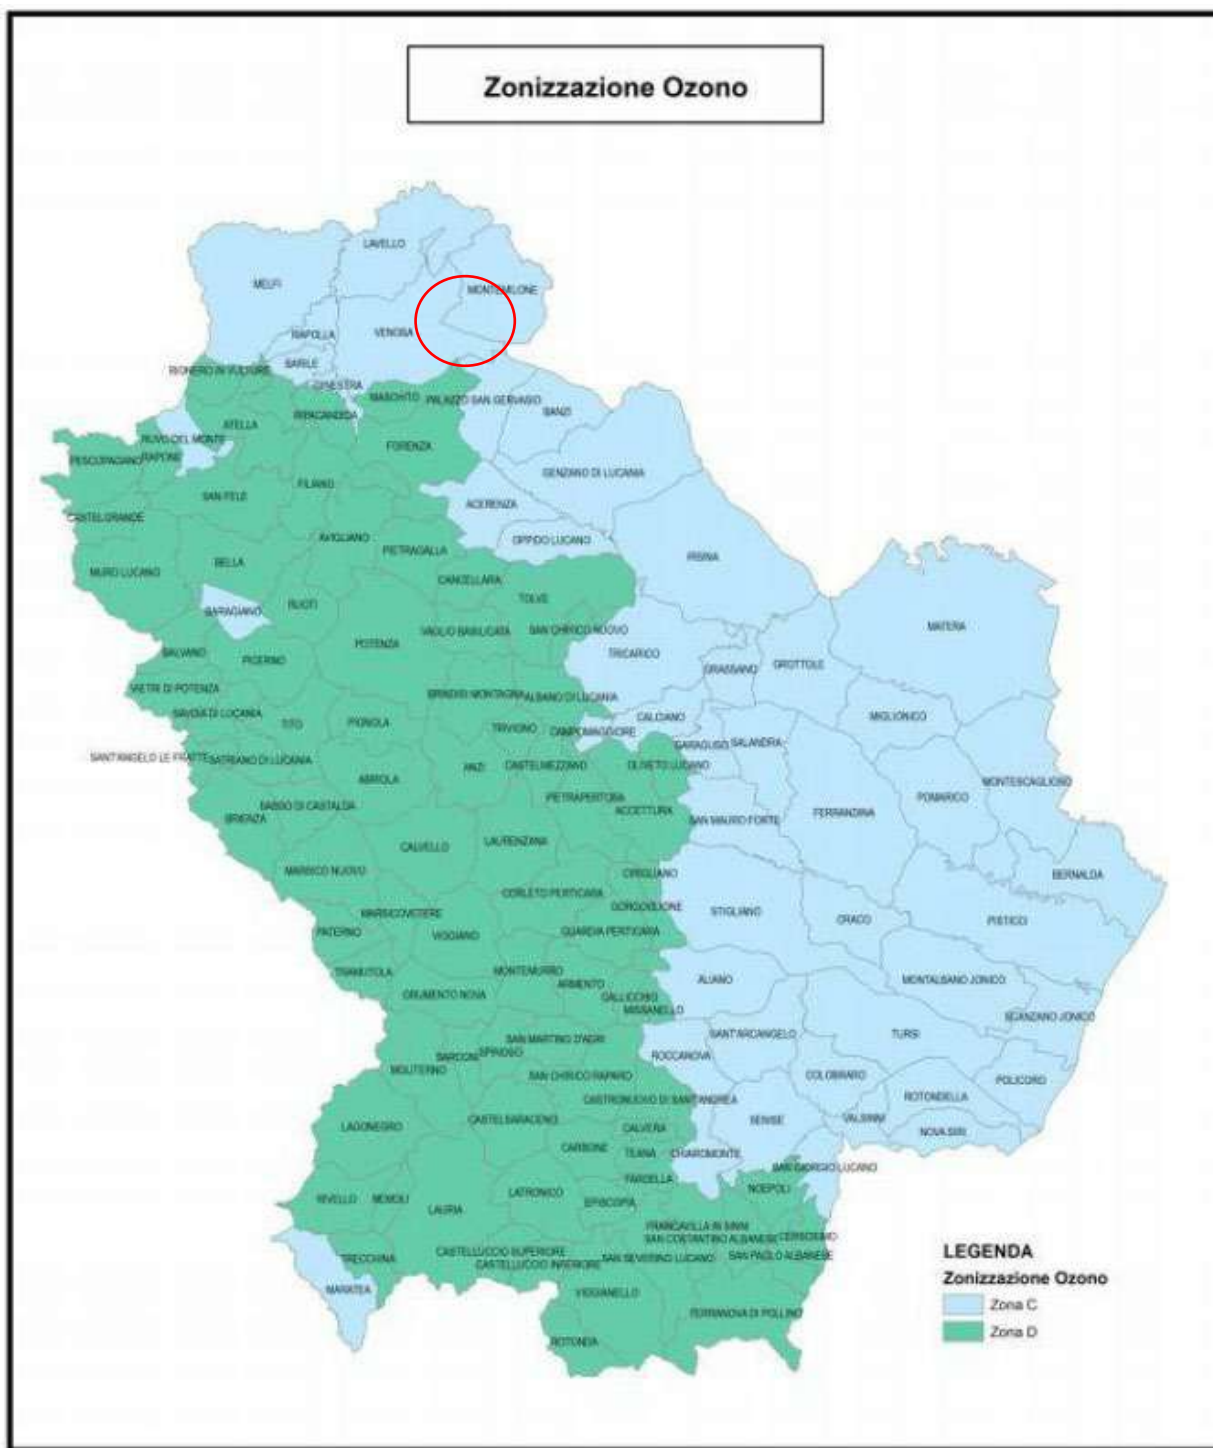 Zonizzazione Ozono
LAVELLO
MELFI
MONTEMILONE
RAPOLLA
VENOSA
BARILE
RIONERO IN VULTURE
GINESTRA
MASCHITO
PALAZZO SAN GERVASIO
BANZI
RIPACANDIDA
ATELLA
RUVO DEL MONTE
FORENZA
PESCOPAGANO
RAPONE
GENZANO DI LUCANIA
FILIANO
SAN FELE
ACERENZA
CASTELGRANDE
AVIGLIANO
OPPIDO LUCANO
PIETRAGALLA
IRSINA
BELLA
MURO LUCANO
CANCELLARA
TOLVE
BARAGIANO
RUOTI
MATERA
VAGLIO BASILICATA
SAN CHIRICO NUOVO
POTENZA
BALVANO
PICERNO
TRICARICO
GRASSANO
GROTTOLE
VIETRI DI POTENZA
BRINDISI MONTAGNA
ALBANO DI LUCANIA
SAVOIA DI LUCANIA
TITO
PIGNOLA
CALCIANO
MIGLIONICO
TRIVIGNO
CAMPOMAGGIORE
GARAGUSO
SALANDRA
SANT'ANGELO LE FRATTE
SATRIANO DI LUCANIA
ANZI
CASTELMEZZANO
OLIVETO LUCANO
ABRIOLA
MONTESCAGLIOSO
PIETRAPERTOSA
POMARICO
SASSO DI CASTALDA
ACCETTURA
FERRANDINA
BRIENZA
SAN MAURO FORTE
LAURENZANA
CALVELLO
MARSICO NUOVO
CIRIGLIANO
BERNALDA
CORLETO PERTICARA
GORGOGLIONE
MARSICOVETERE
STIGLIANO
CRACO
PISTICCI
PATERNO
VIGGIANO
GUARDIA PERTICARA
TRAMUTOLA
MONTEMURRO
ARMENTO
ALIANO
MONTALBANO JONICO
GRUMENTO NOVA
GALLICCHIO
MISSANELLO
SCANZANO JONICO
SANT'ARCANGELO
TURSI
SAN MARTINO D'AGRI
SARCONI
SPINOSO
ROCCANOVA
MOLITERNO
SAN CHIRICO RAPARO
COLOBRARO
POLICORO
CASTRONUOVO DI SANT'ANDREA
ROTONDELLA
CASTELSARACENO
SENISE
VALSINNI
LAGONEGRO
CALVERA
NOVA SIRI
CARBONE
TEANA
CHIAROMONTE
SAN GIORGIO LUCANO
FARDELLA
NOEPOLI
RIVELLO
NEMOLI
LATRONICO
EPISCOPIA
LAURIA
FRANCAVILLA IN SINNI
SAN COSTANTINO ALBANESE
CERSOSIMO
TRECCHINA
CASTELLUCCIO SUPERIORE
CASTELLUCCIO INFERIORE
SAN SEVERINO LUCANO
SAN PAOLO ALBANESE
MARATEA
VIGGIANELLO
TERRANOVA DI POLLINO
ROTONDA
LEGENDA
Zonizzazione Ozono
Zona C
Zona D